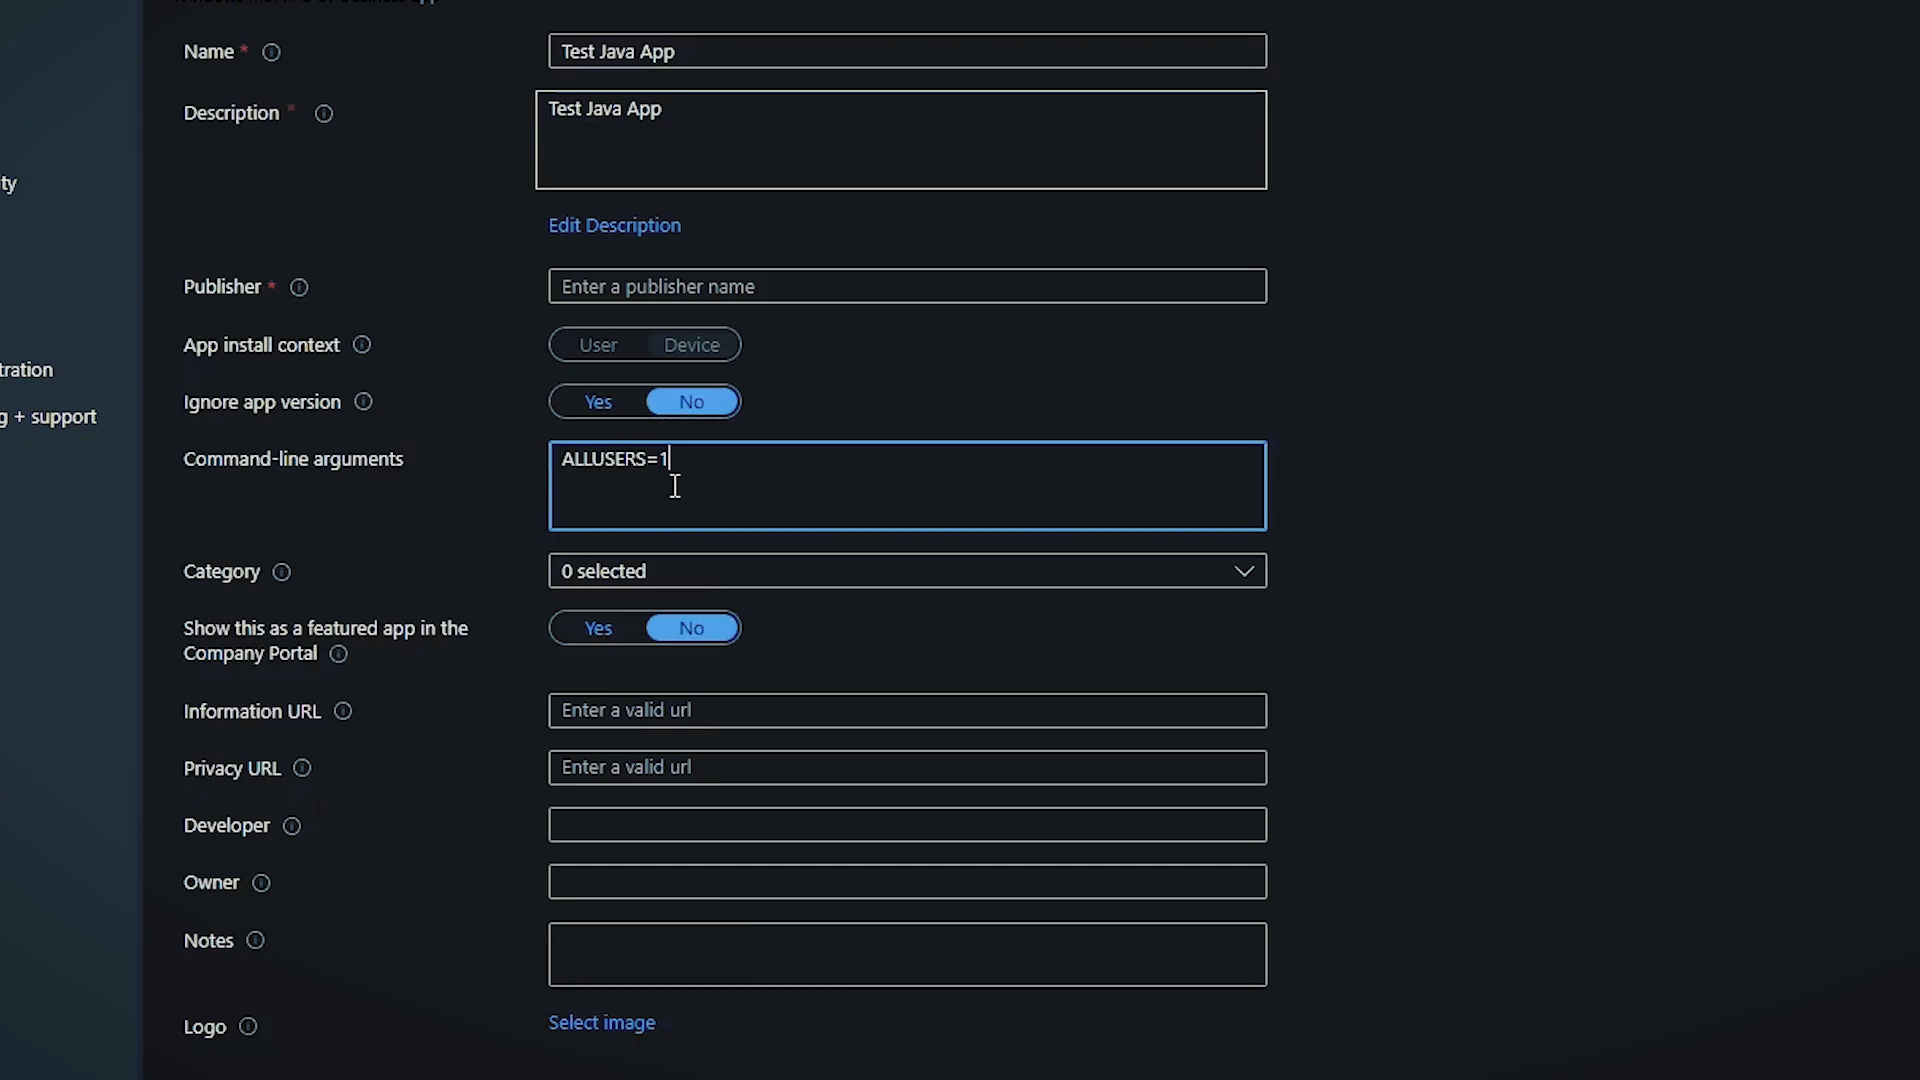 Name *
Test Java App
Description *
Test Java App
ty
Edit Description
Publisher *
Enter a publisher name
App install context
User Device
tration
Ignore app version
Yes No
g + support
Command-line arguments
ALLUSERS=1
Category
0 selected
Show this as a featured app in the
Company Portal
Yes No
Information URL
Enter a valid url
Privacy URL
Enter a valid url
Developer
Owner
Notes
Logo
Select image